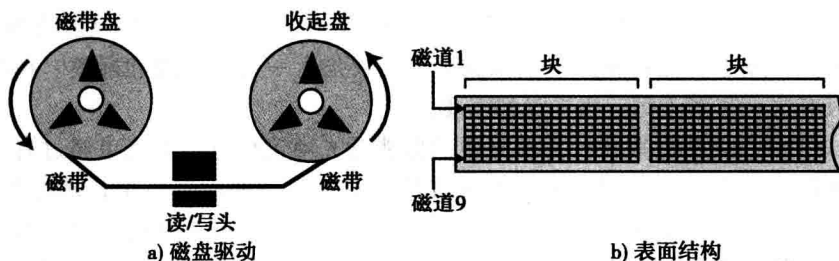 磁带盘
收起盘
磁带
磁带
读/写头
a) 磁盘驱动
磁道1
块
块
磁道9
b) 表面结构